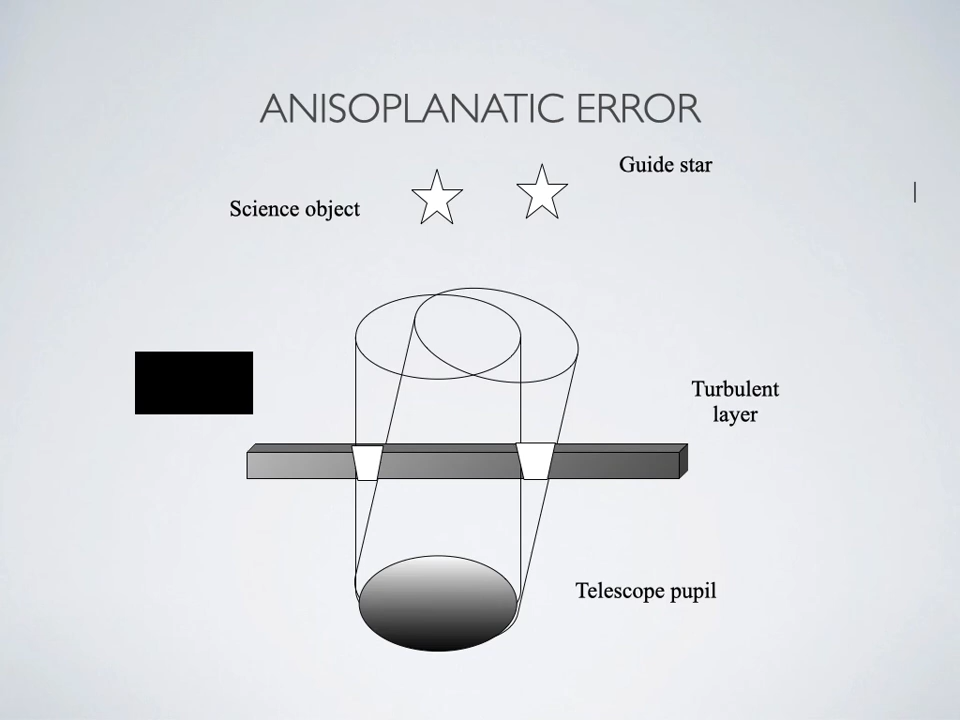 ANISOPLANATIC ERROR
Guide star
Science object
Turbulent
layer
Telescope pupil